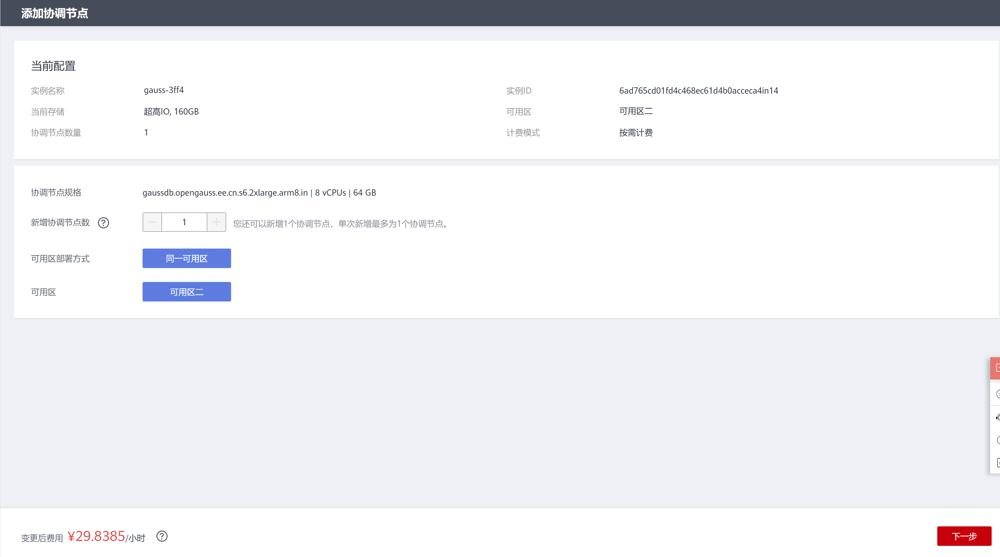 添加协调节点
当前配置
实例名称 gauss-3ff4 实例ID 6ad765cd01fd4c468ec61d4b0acceca4in14
当前存储 超高IO, 160GB 可用区 可用区二
协调节点数量 1 计费模式 按需计费
协调节点规格 gaussdb.opengauss.ee.cn.s6.2xlarge.arm8.in | 8 vCPUs | 64 GB
新增协调节点数 1 您还可以新增1个协调节点，单次新增最多为1个协调节点。
可用区部署方式 同一可用区
可用区 可用区二
变更后费用 ¥29.8385/小时 下一步